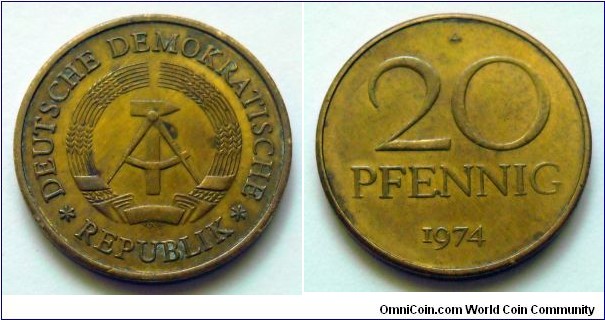 * DEUTSCHE DEMOKRATISCHE *
REPUBLIK
A
20
PFENNIG
1974
OmniCoin.com World Coin Community